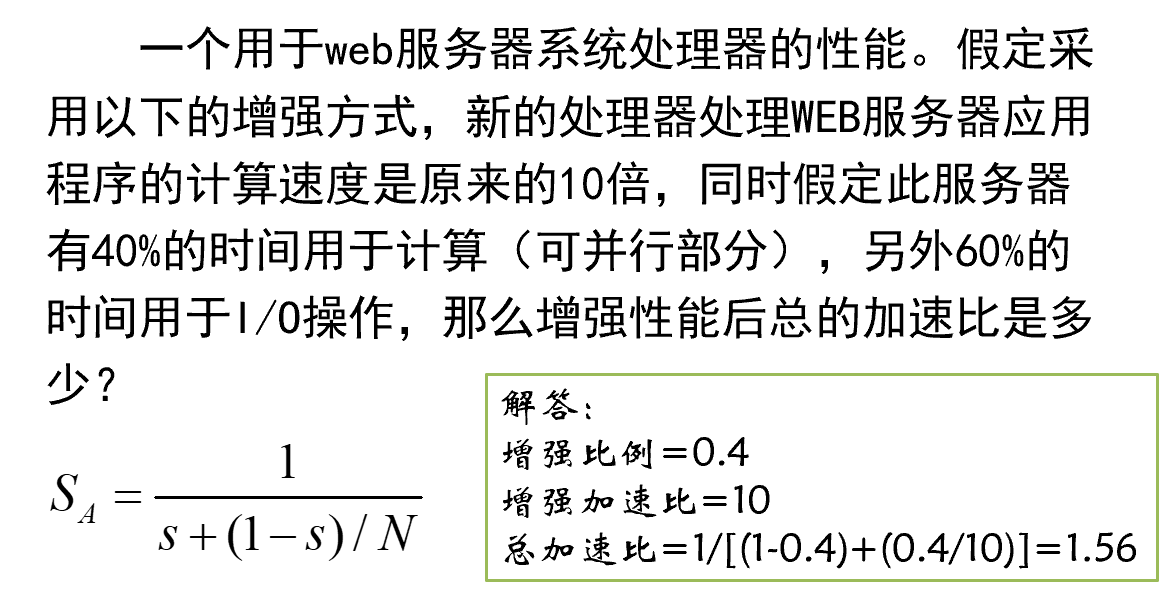 一个用于web服务器系统处理器的性能。假定采
用以下的增强方式，新的处理器处理WEB服务器应用
程序的计算速度是原来的10倍，同时假定此服务器
有40%的时间用于计算（可并行部分），另外60%的
时间用于I/O操作，那么增强性能后总的加速比是多
少？
S_A = 1 / (s+(1-s)/N)
解答：
增强比例=0.4
增强加速比=10
总加速比=1/[(1-0.4)+(0.4/10)]=1.56